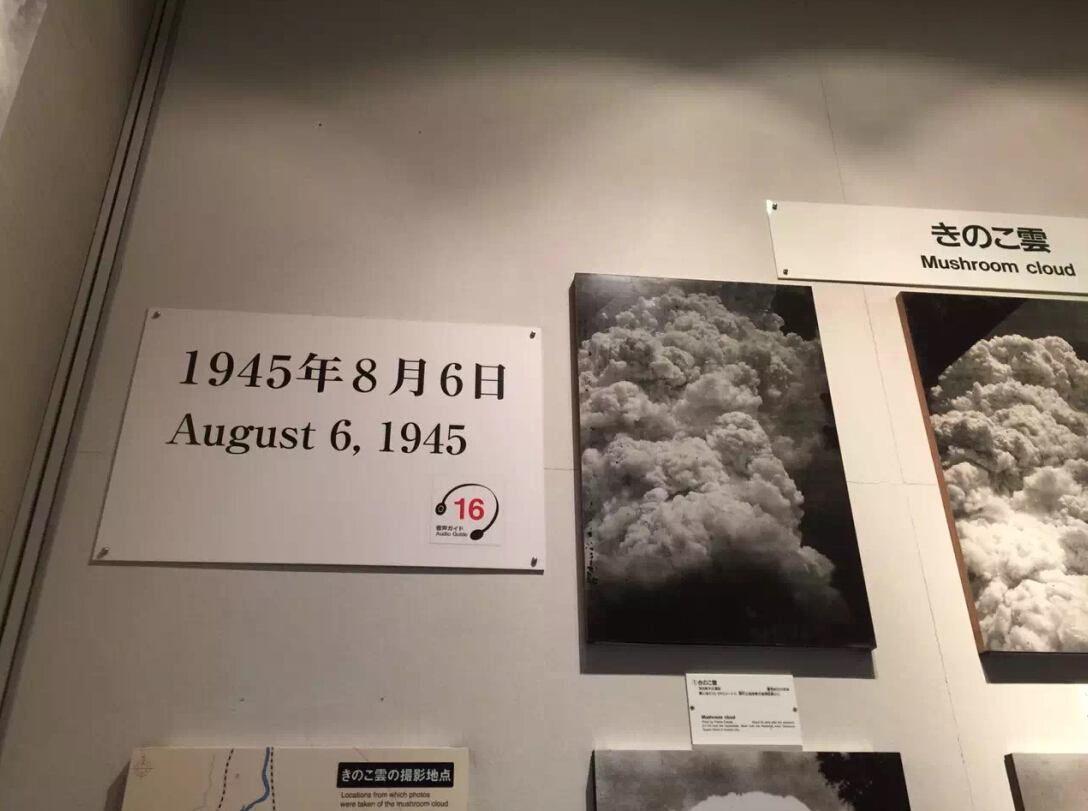 1945年8月6日
August 6, 1945
16
音声ガイド
Audio Guide
きのこ雲
Mushroom cloud
①きのこ雲
Mushroom cloud
きのこ雲の撮影地点
Locations from which photos
were taken of the mushroom cloud